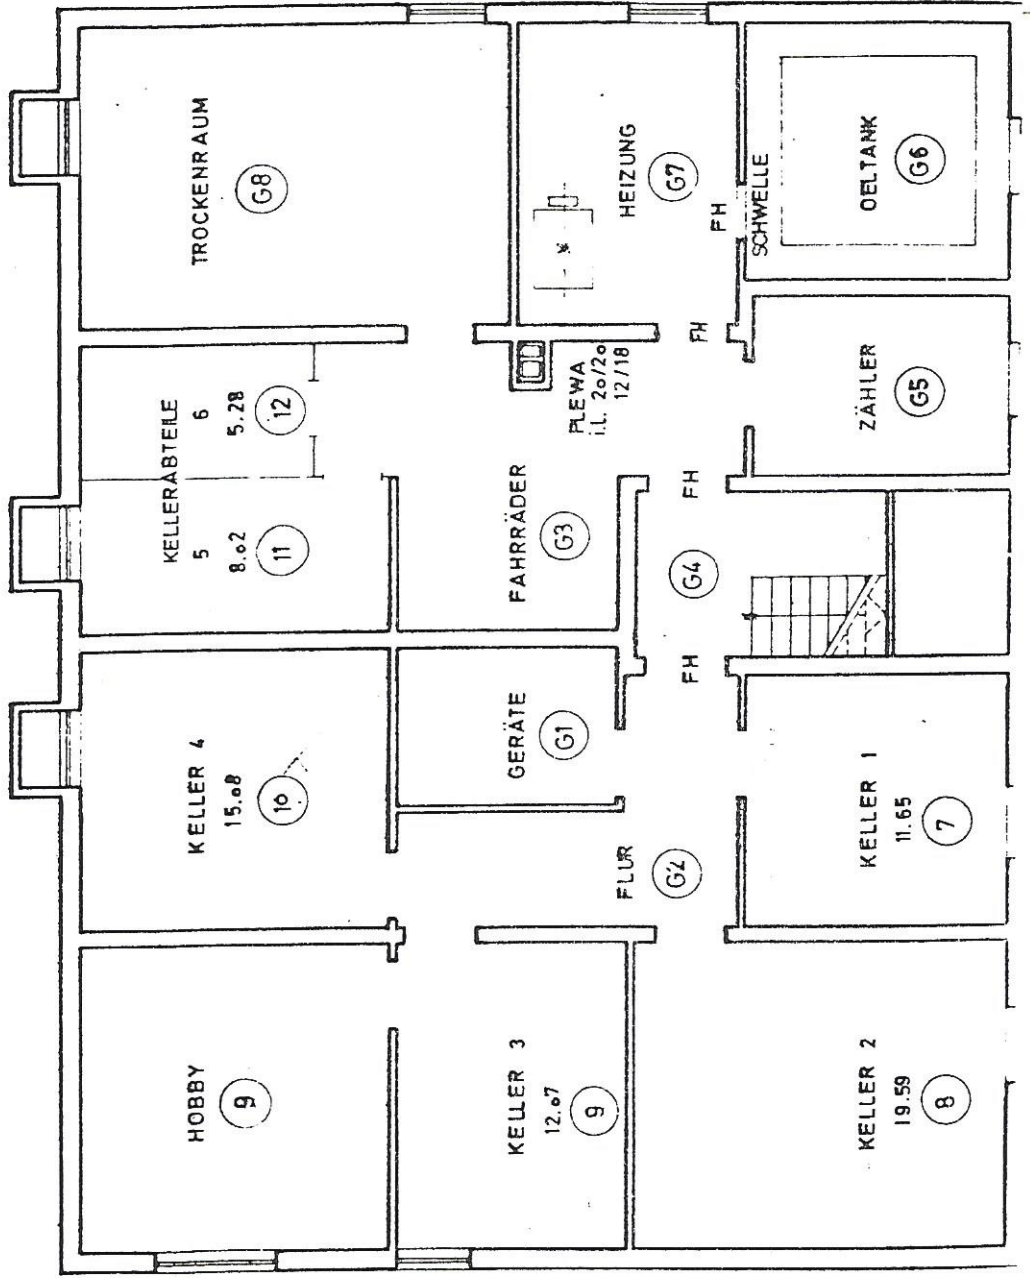 HOBBY
9
KELLER 4
15.08
10
KELLERABTEILE
5
8.02
11
6
5.28
12
TROCKENRAUM
G8
KELLER 3
12.07
9
GERÄTE
G1
FAHRRÄDER
G3
PLEWA
i.L. 20/20
12/18
HEIZUNG
G7
FH
FLUR
G2
FH
G4
FH
FH
SCHWELLE
KELLER 2
19.59
8
KELLER 1
11.65
7
ZÄHLER
G5
OELTANK
G6